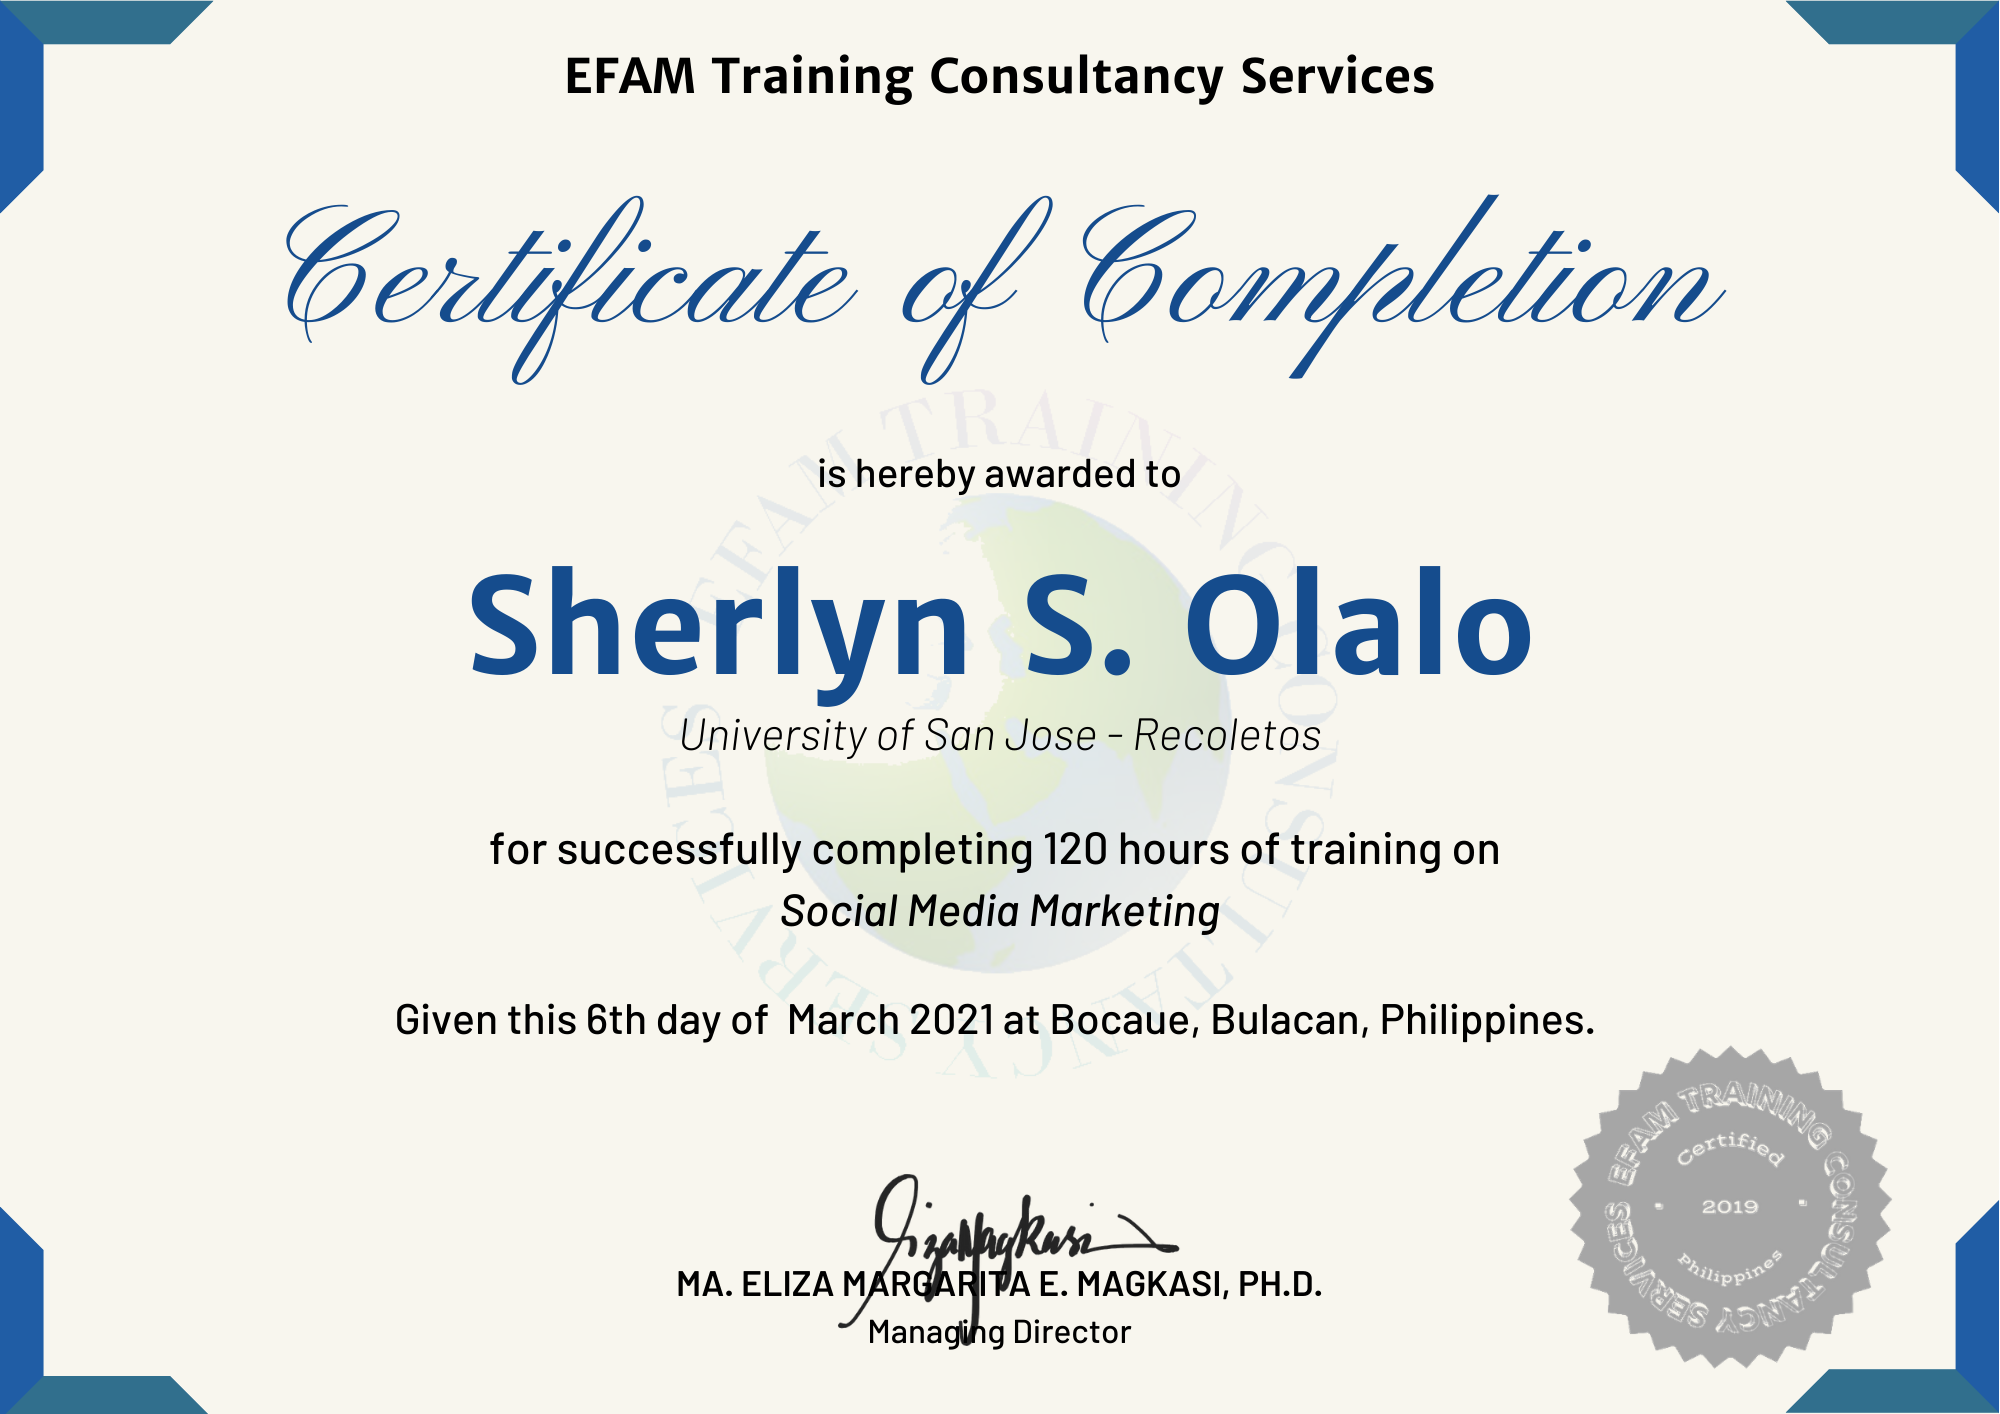 EFAM Training Consultancy Services
Certificate of Completion
is hereby awarded to
Sherlyn S. Olalo
University of San Jose - Recoletos
for successfully completing 120 hours of training on
Social Media Marketing
Given this 6th day of March 2021 at Bocaue, Bulacan, Philippines.
MA. ELIZA MARGARITA E. MAGKASI, PH.D.
Managing Director
EFAM TRAINING CONSULTANCY SERVICES
EFAM TRAINING CONSULTANCY SERVICES
Certified
2019
Philippines